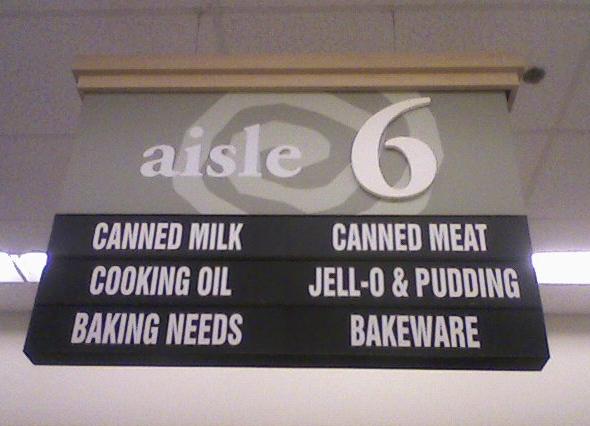 aisle 6
CANNED MILK CANNED MEAT
COOKING OIL JELL-O & PUDDING
BAKING NEEDS BAKEWARE